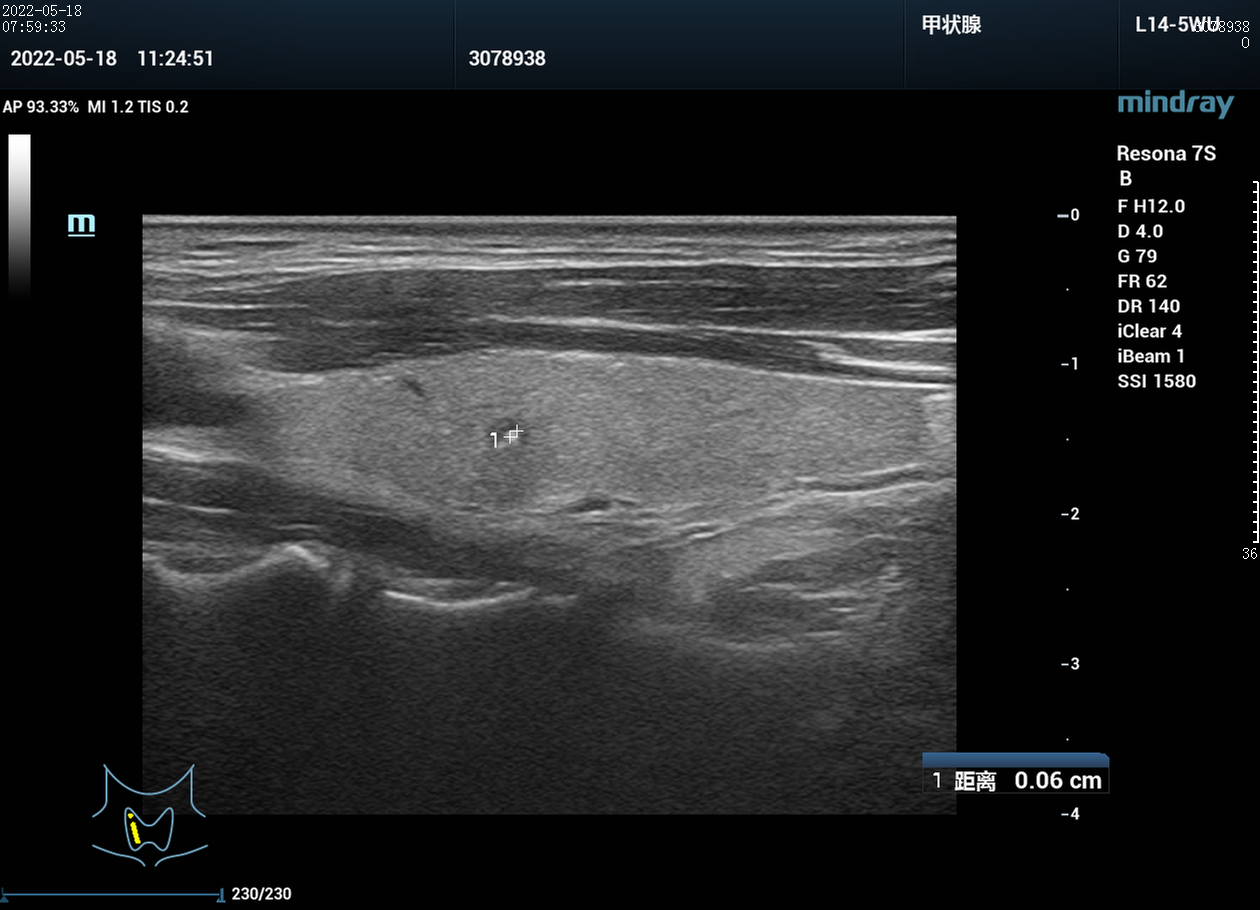 2022-05-18
07:59:33
2022-05-18 11:24:51
3078938
甲状腺
L14-5WU
3078938
0
AP 93.33% MI 1.2 TIS 0.2
mindray
Resona 7S
B
F H12.0
D 4.0
G 79
FR 62
DR 140
iClear 4
iBeam 1
SSI 1580
m
0
1
1
2
36
3
1 距离 0.06 cm
4
230/230